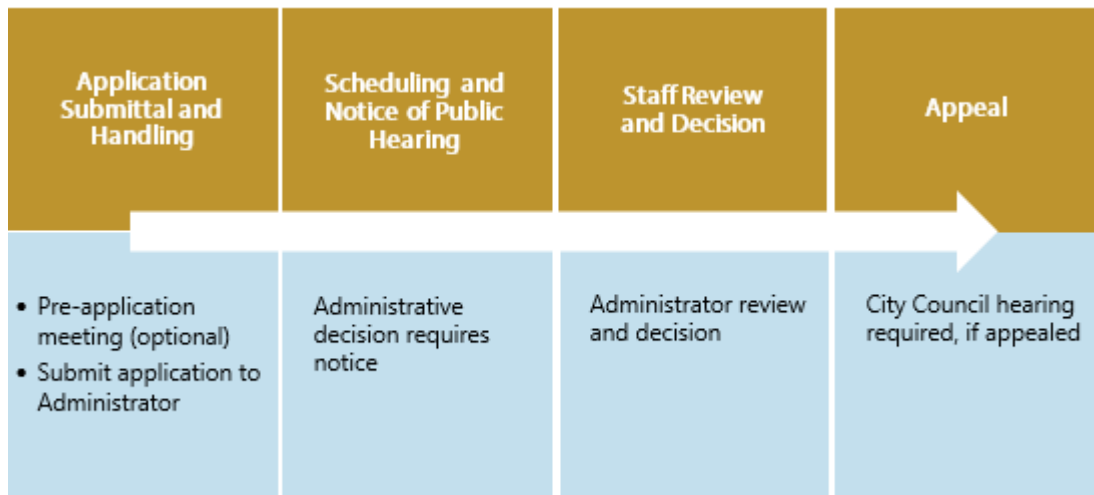 Application
Submittal and
Handling
Scheduling and
Notice of Public
Hearing
Staff Review
and Decision
Appeal
• Pre-application
meeting (optional)
• Submit application to
Administrator
Administrative
decision requires
notice
Administrator review
and decision
City Council hearing
required, if appealed